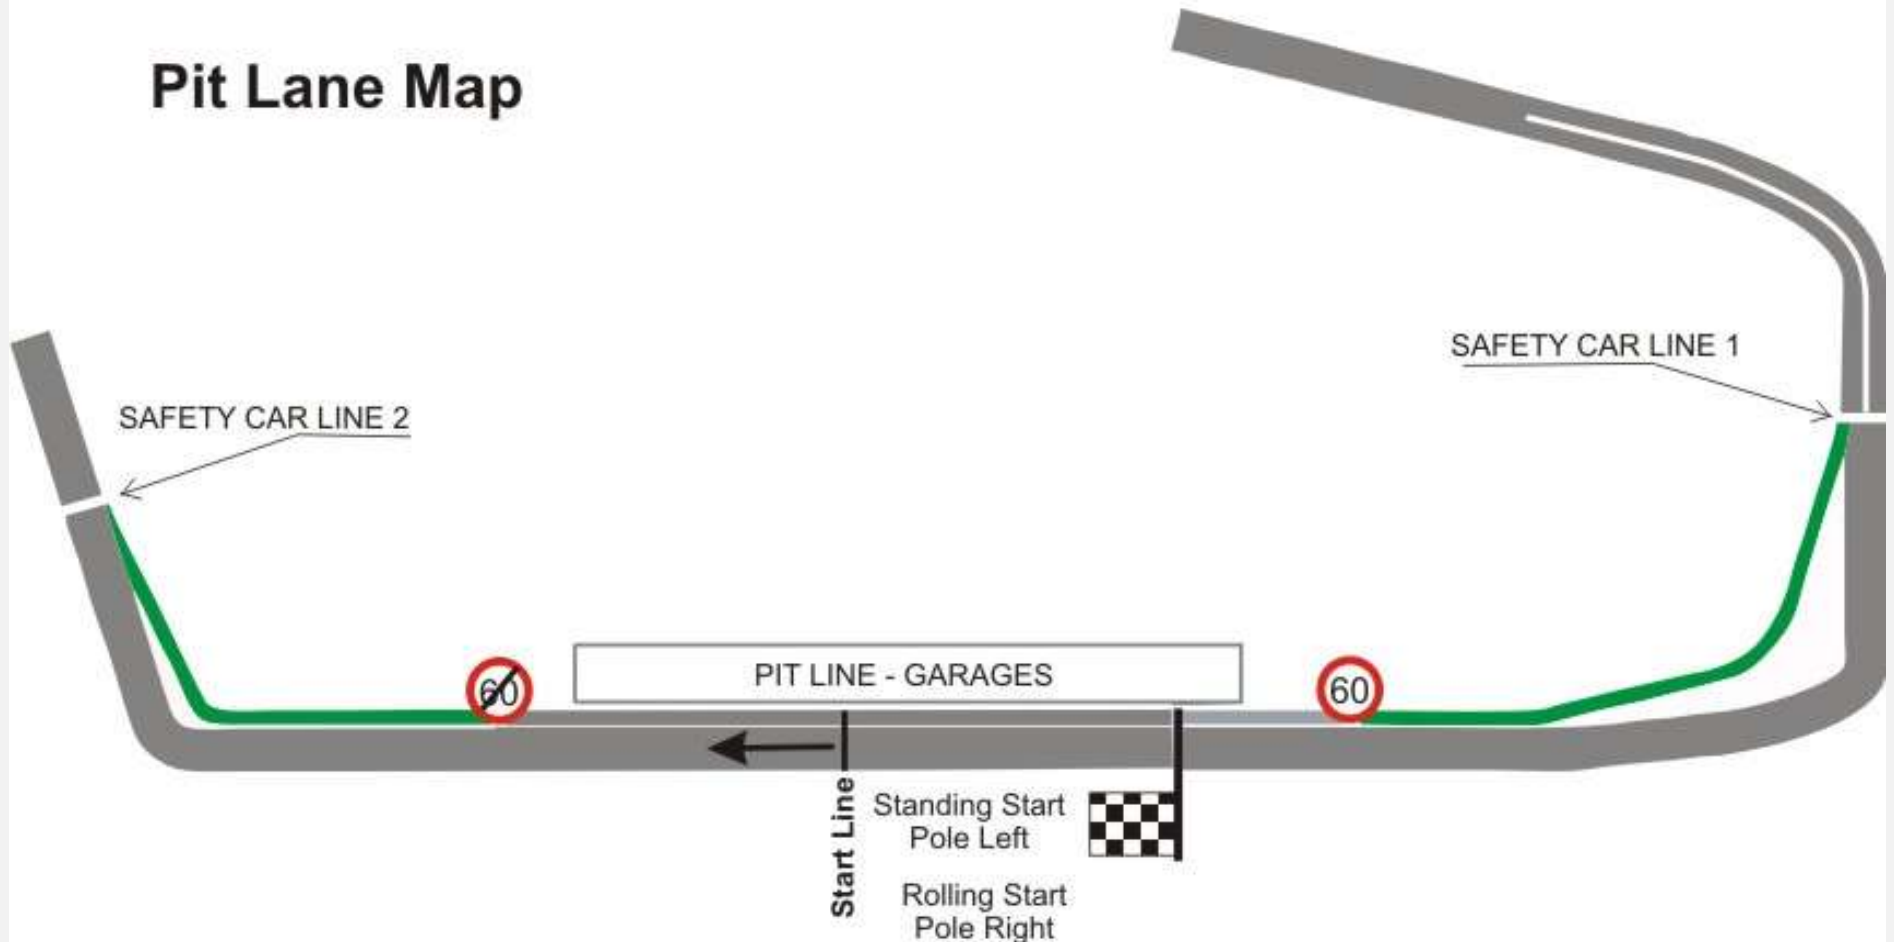 Pit Lane Map
SAFETY CAR LINE 1
SAFETY CAR LINE 2
60
PIT LINE - GARAGES
60
Start Line
Standing Start
Pole Left
Rolling Start
Pole Right